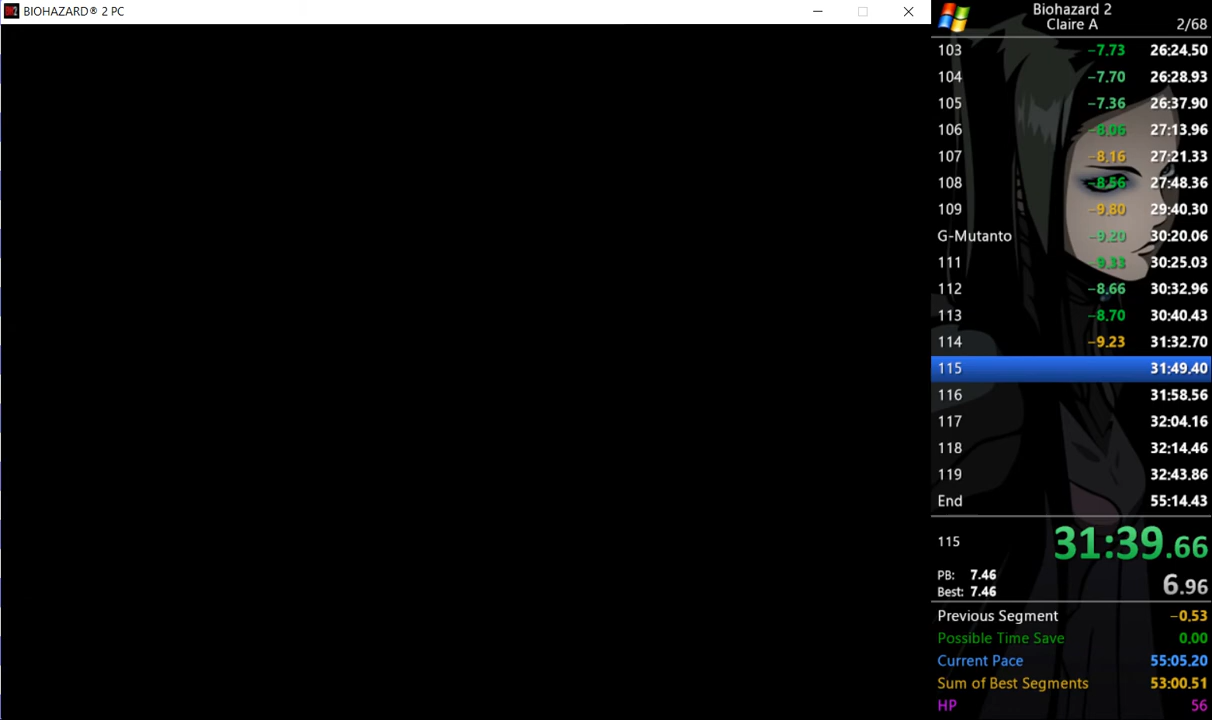 BIOHAZARD® 2 PC
Biohazard 2
Claire A
2/68
103 -7.73 26:24.50
104 -7.70 26:28.93
105 -7.36 26:37.90
106 -8.06 27:13.96
107 -8.16 27:21.33
108 -8.56 27:48.36
109 -9.80 29:40.30
G-Mutanto -9.20 30:20.06
111 -9.33 30:25.03
112 -8.66 30:32.96
113 -8.70 30:40.43
114 -9.23 31:32.70
115 31:49.40
116 31:58.56
117 32:04.16
118 32:14.46
119 32:43.86
End 55:14.43
115 31:39.66
PB: 7.46
Best: 7.46
6.96
Previous Segment -0.53
Possible Time Save 0.00
Current Pace 55:05.20
Sum of Best Segments 53:00.51
HP 56